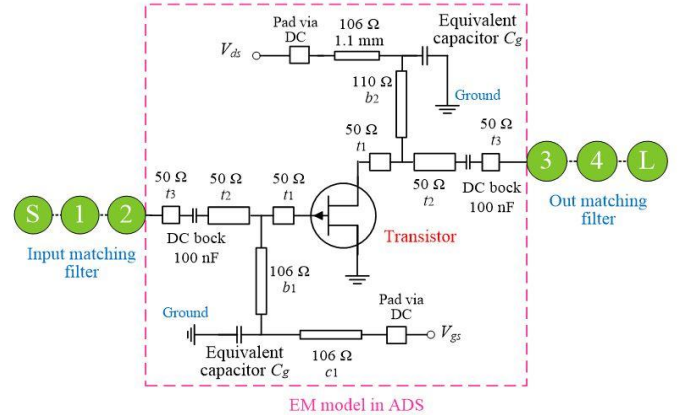 Pad via
DC
106 Ω
1.1 mm
Equivalent
capacitor Cg
Vds
110 Ω
b2
Ground
50 Ω
t1
50 Ω
t3
50 Ω
t2
DC bock
100 nF
3
4
L
Out matching
filter
50 Ω
t3
50 Ω
t2
50 Ω
t1
S
1
2
Input matching
filter
DC bock
100 nF
Transistor
106 Ω
b1
Ground
Equivalent
capacitor Cg
106 Ω
c1
Pad via
DC
Vgs
EM model in ADS